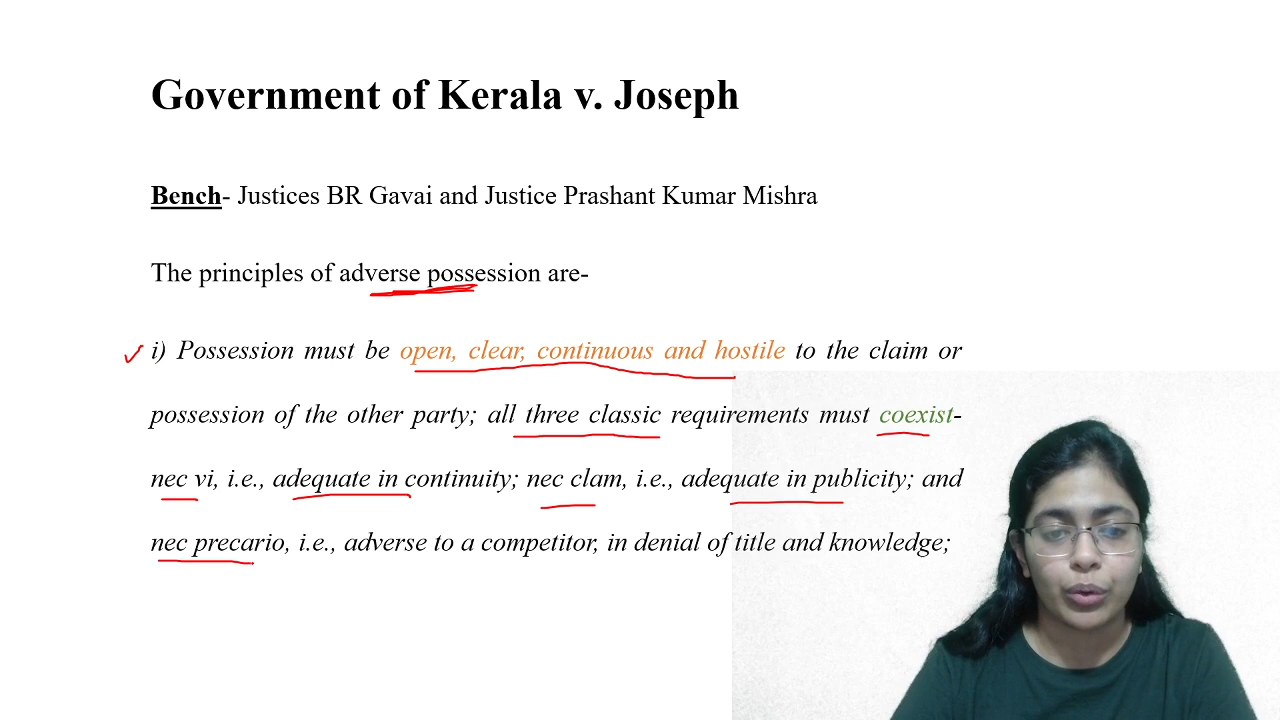 Government of Kerala v. Joseph
Bench- Justices BR Gavai and Justice Prashant Kumar Mishra
The principles of adverse possession are-
i) Possession must be open, clear, continuous and hostile to the claim or
possession of the other party; all three classic requirements must coexist-
nec vi, i.e., adequate in continuity; nec clam, i.e., adequate in publicity; and
nec precario, i.e., adverse to a competitor, in denial of title and knowledge;